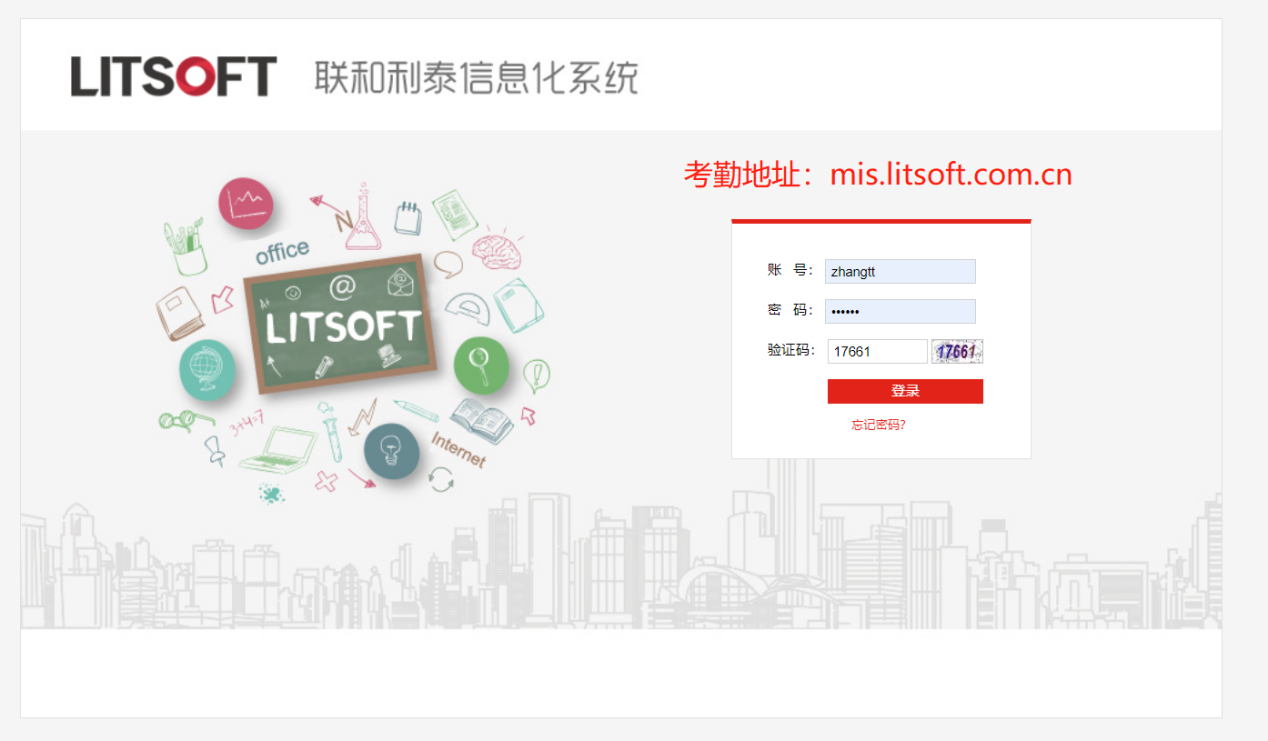 LITSOFT 联和利泰信息化系统
考勤地址：mis.litsoft.com.cn
office
N
@
A+
LITSOFT
3+4=7
Internet
账 号： zhangtt
密 码： ••••••
验证码： 17661 17661
登录
忘记密码?